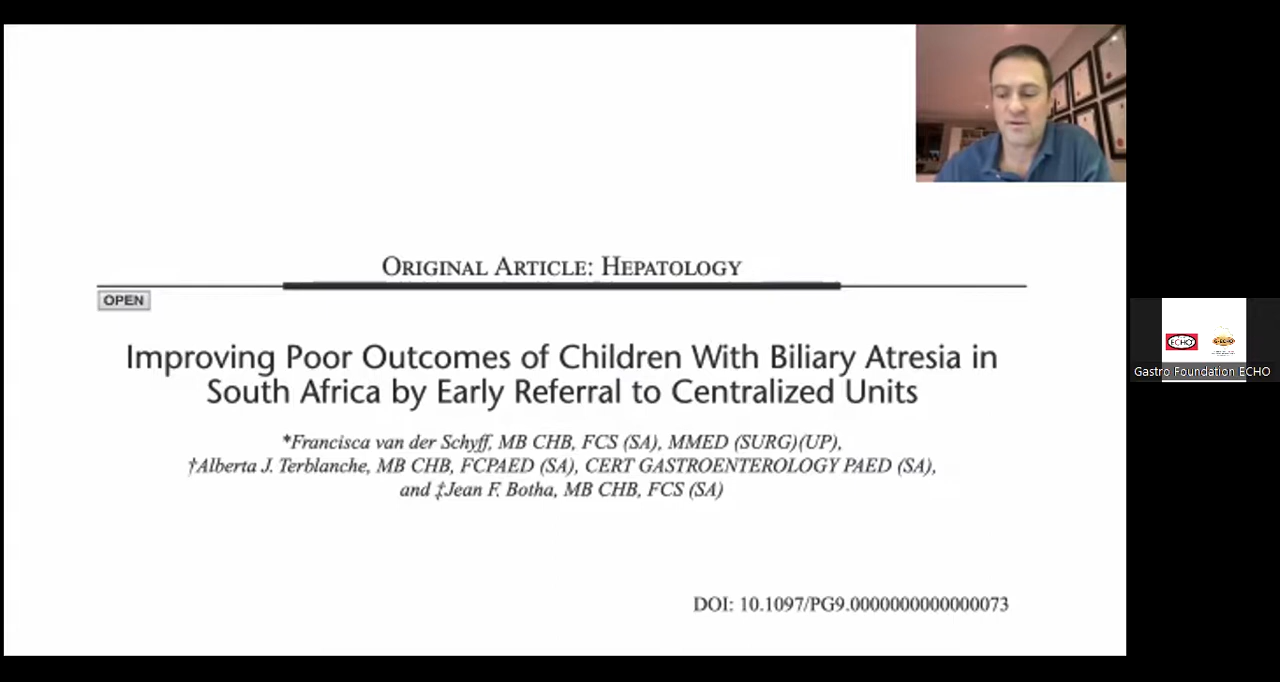 ORIGINAL ARTICLE: HEPATOLOGY
OPEN
Improving Poor Outcomes of Children With Biliary Atresia in
South Africa by Early Referral to Centralized Units
*Francisca van der Schyff, MB CHB, FCS (SA), MMED (SURG)(UP),
†Alberta J. Terblanche, MB CHB, FCPAED (SA), CERT GASTROENTEROLOGY PAED (SA),
and ‡Jean F. Botha, MB CHB, FCS (SA)
DOI: 10.1097/PG9.0000000000000073
ECHO
Gastro Foundation ECHO